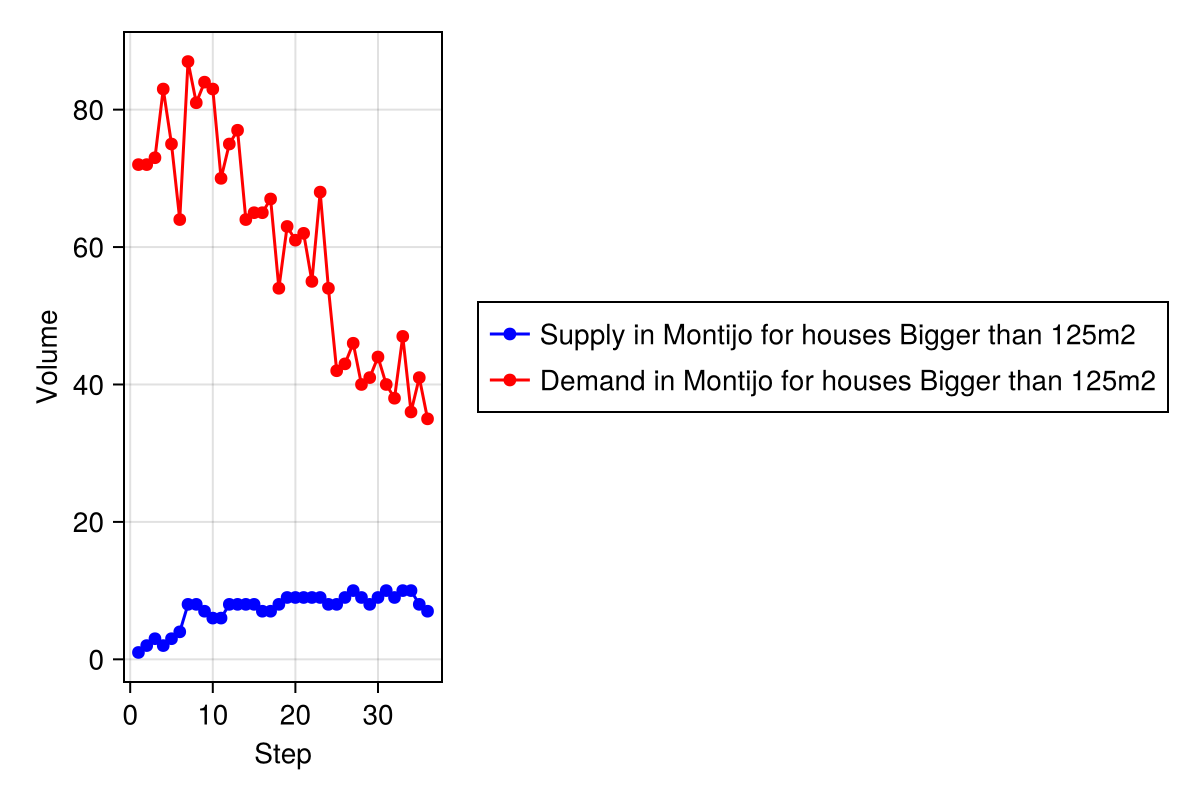 80
60
40
20
0
Volume
0 10 20 30
Step
Supply in Montijo for houses Bigger than 125m2
Demand in Montijo for houses Bigger than 125m2